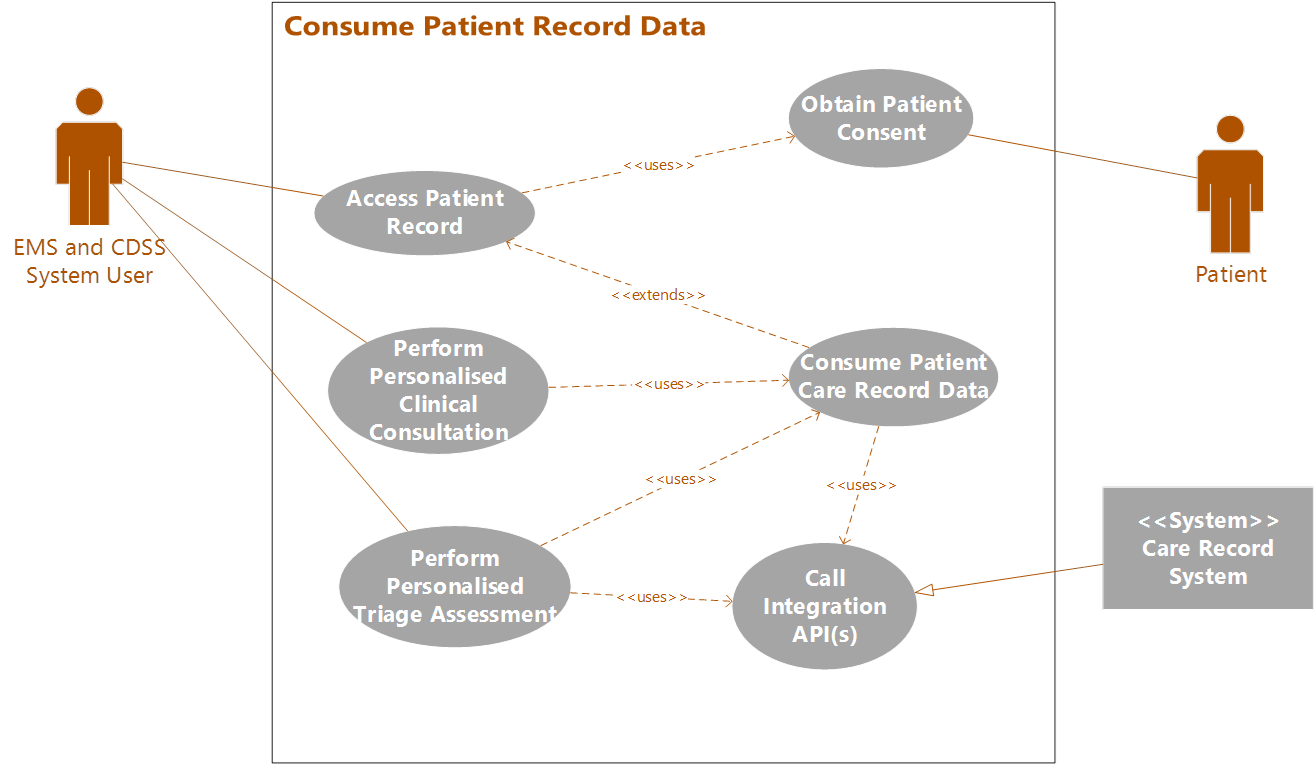 Consume Patient Record Data
Obtain Patient
Consent
<<uses>>
Access Patient
Record
EMS and CDSS
System User
Patient
<<extends>>
Perform
Personalised
Clinical
Consultation
<<uses>>
Consume Patient
Care Record Data
<<uses>>
<<uses>>
<<System>>
Care Record
System
Perform
Personalised
Triage Assessment
<<uses>>
Call
Integration
API(s)